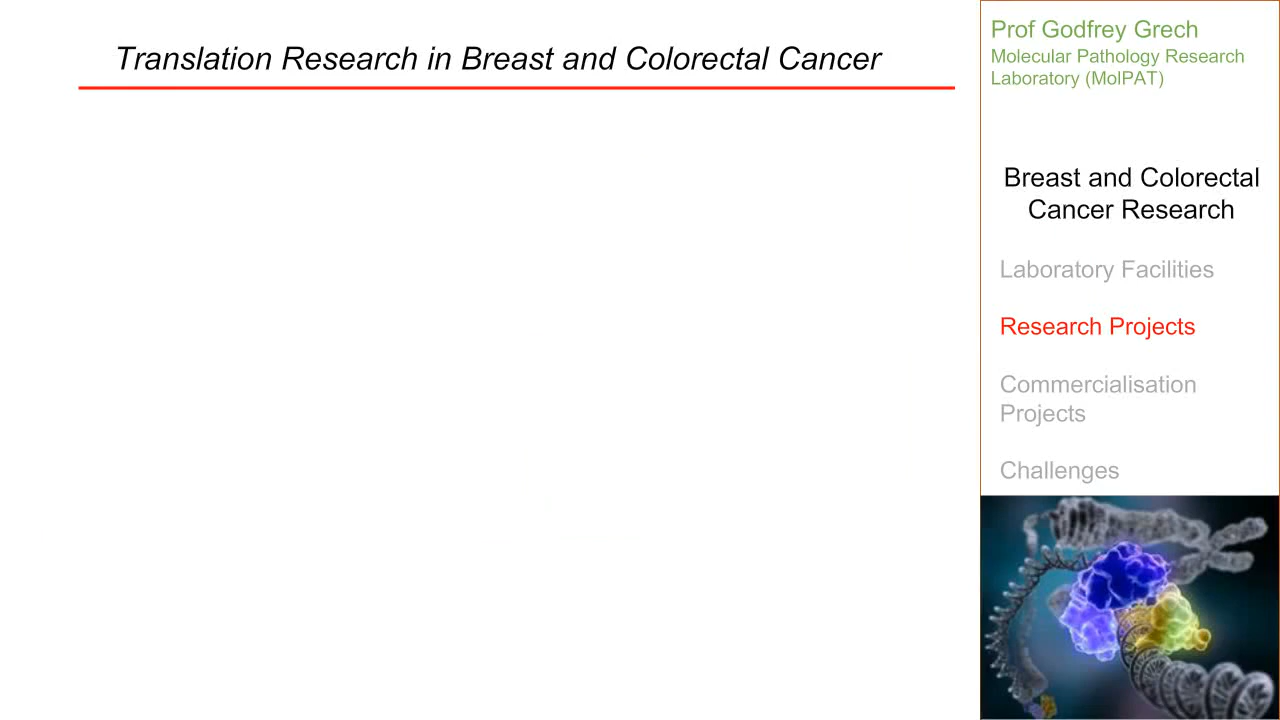 Translation Research in Breast and Colorectal Cancer
Prof Godfrey Grech
Molecular Pathology Research
Laboratory (MolPAT)
Breast and Colorectal
Cancer Research
Laboratory Facilities
Research Projects
Commercialisation
Projects
Challenges